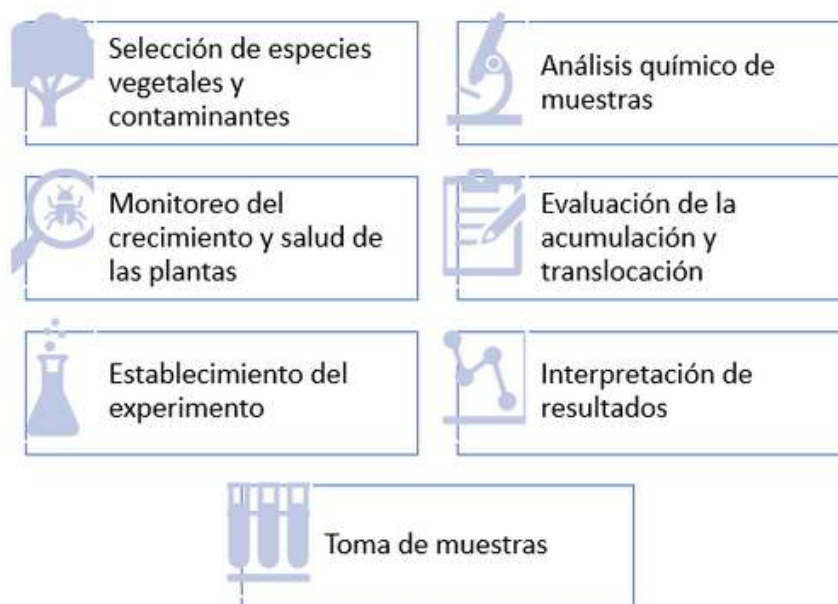 Selección de especies
vegetales y
contaminantes
Análisis químico de
muestras
Monitoreo del
crecimiento y salud de
las plantas
Evaluación de la
acumulación y
translocación
Establecimiento del
experimento
Interpretación de
resultados
Toma de muestras